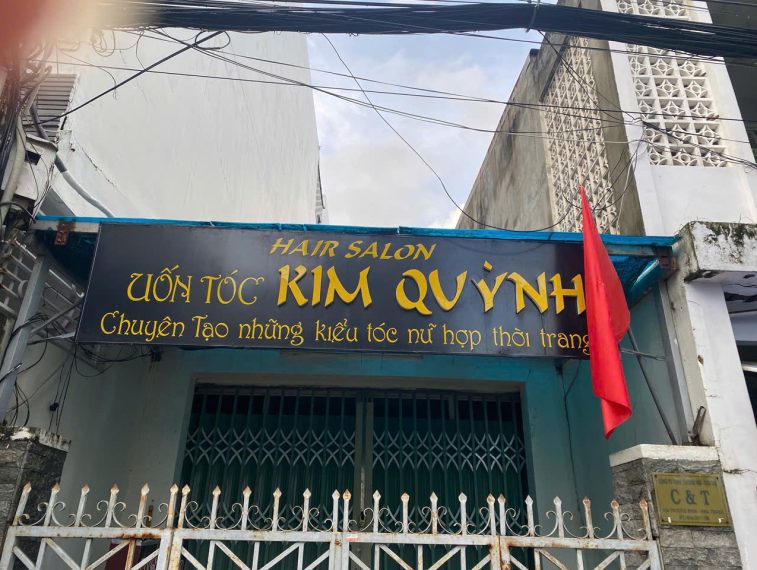 HAIR SALON
UỐN TÓC KIM QUỲNH
Chuyên Tạo những kiểu tóc nữ hợp thời trang
C & T